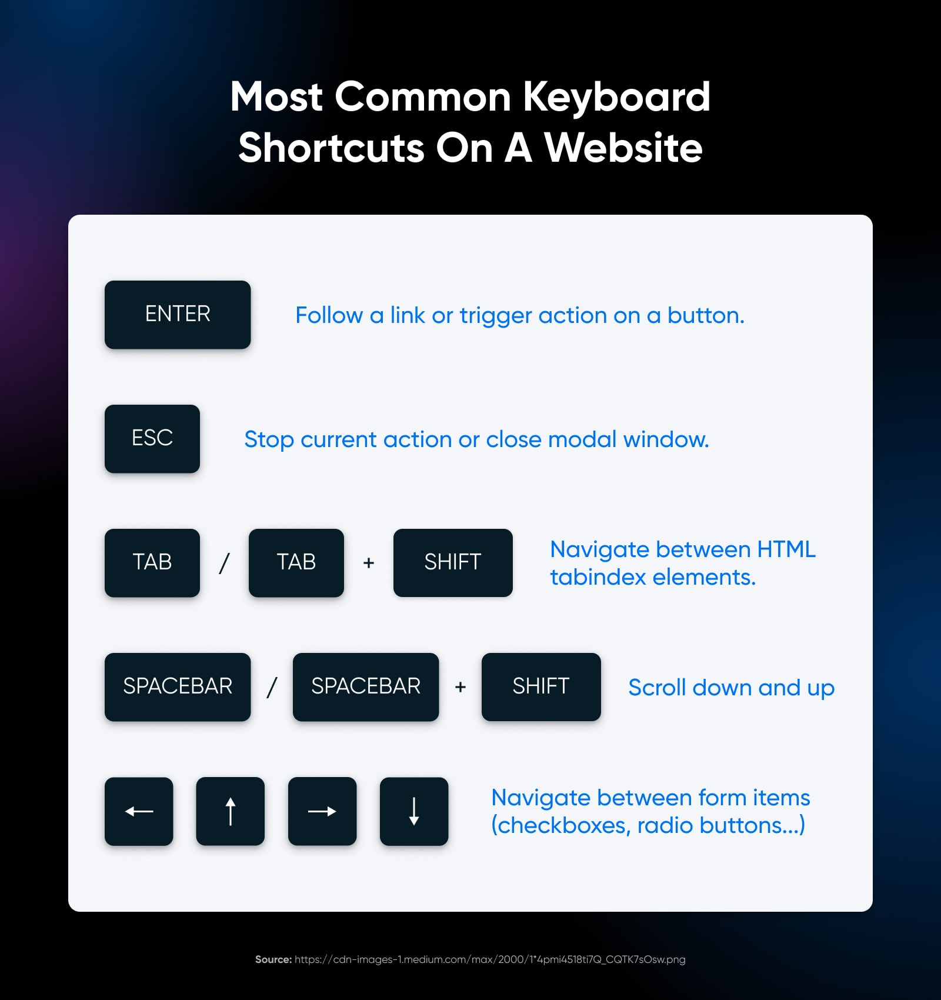 Most Common Keyboard
Shortcuts On A Website
ENTER
Follow a link or trigger action on a button.
ESC
Stop current action or close modal window.
TAB / TAB + SHIFT
Navigate between HTML
tabindex elements.
SPACEBAR / SPACEBAR + SHIFT
Scroll down and up
← ↑ → ↓
Navigate between form items
(checkboxes, radio buttons...)
Source: https://cdn-images-1.medium.com/max/2000/1*4pmi4518ti7Q_CQTK7sOsw.png